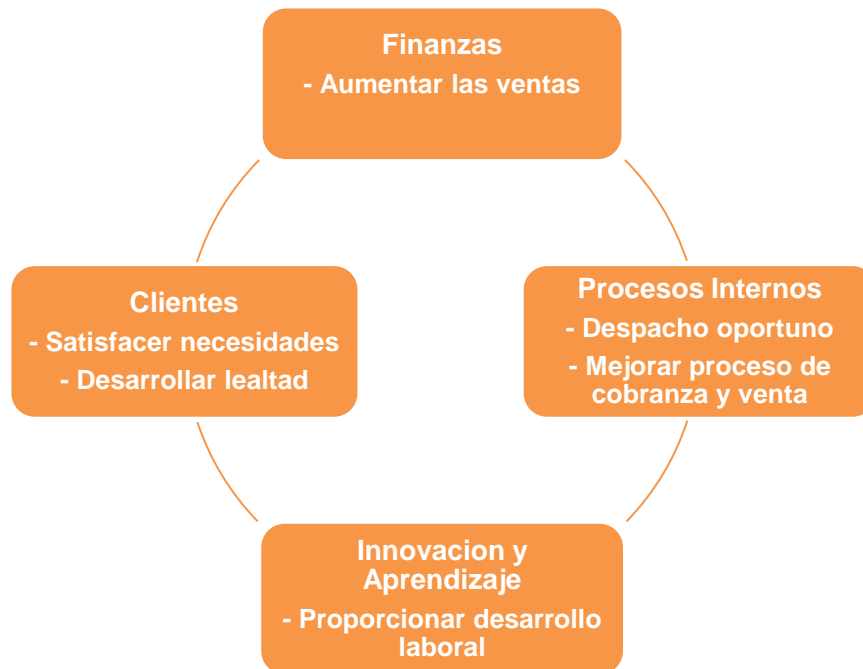 Finanzas
- Aumentar las ventas
Clientes
- Satisfacer necesidades
- Desarrollar lealtad
Procesos Internos
- Despacho oportuno
- Mejorar proceso de
cobranza y venta
Innovacion y
Aprendizaje
- Proporcionar desarrollo
laboral